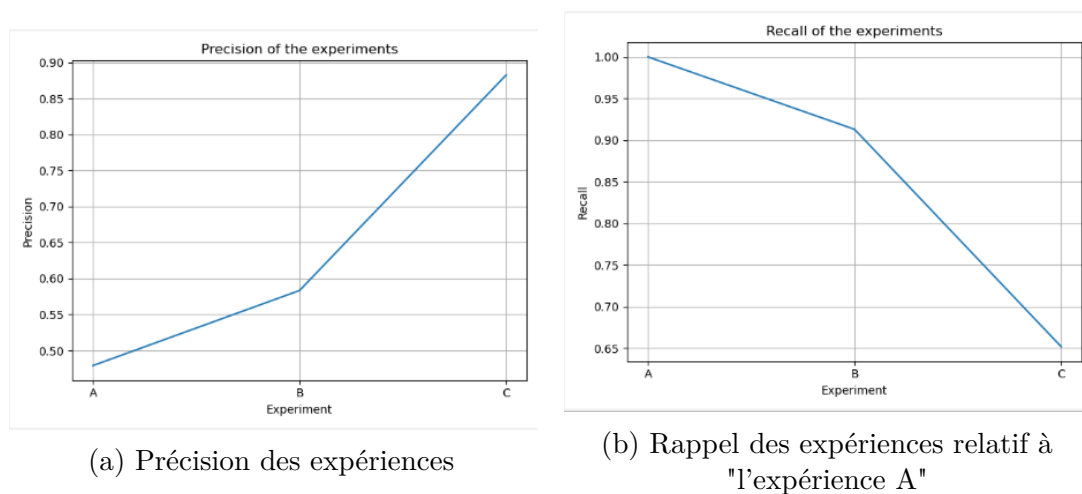 Precision of the experiments
0.90
0.85
0.80
0.75
0.70
0.65
0.60
0.55
0.50
Precision
A B C
Experiment
(a) Précision des expériences
Recall of the experiments
1.00
0.95
0.90
0.85
0.80
0.75
0.70
0.65
Recall
A B C
Experiment
(b) Rappel des expériences relatif à
"l'expérience A"